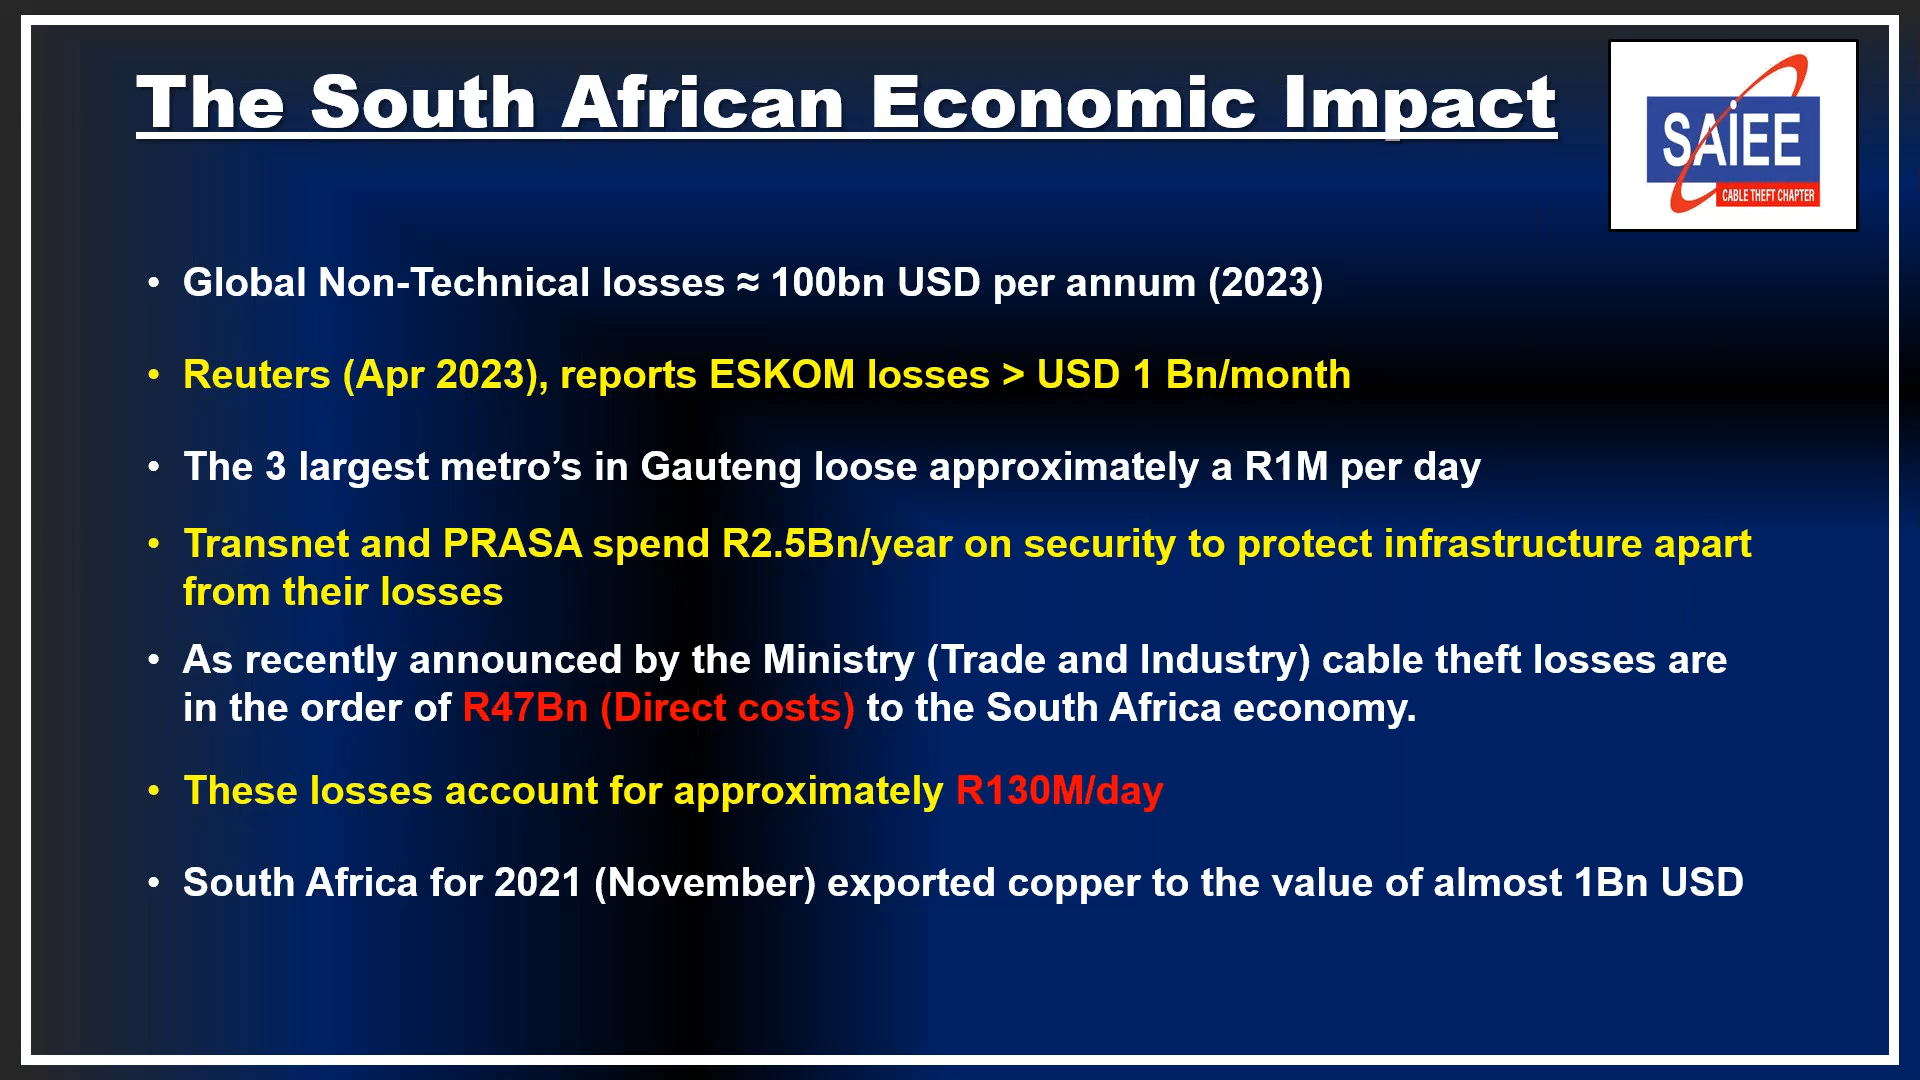 The South African Economic Impact
SAIEE
CABLE THEFT CHAPTER
• Global Non-Technical losses ≈ 100bn USD per annum (2023)
• Reuters (Apr 2023), reports ESKOM losses > USD 1 Bn/month
• The 3 largest metro’s in Gauteng loose approximately a R1M per day
• Transnet and PRASA spend R2.5Bn/year on security to protect infrastructure apart
from their losses
• As recently announced by the Ministry (Trade and Industry) cable theft losses are
in the order of R47Bn (Direct costs) to the South Africa economy.
• These losses account for approximately R130M/day
• South Africa for 2021 (November) exported copper to the value of almost 1Bn USD